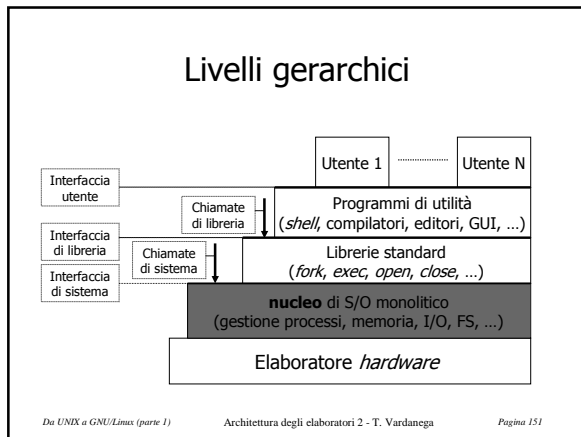 Livelli gerarchici
Utente 1
Utente N
Interfaccia
utente
Chiamate
di libreria
Programmi di utilità
(shell, compilatori, editori, GUI, …)
Interfaccia
di libreria
Chiamate
di sistema
Librerie standard
(fork, exec, open, close, …)
Interfaccia
di sistema
nucleo di S/O monolitico
(gestione processi, memoria, I/O, FS, …)
Elaboratore hardware
Da UNIX a GNU/Linux (parte 1)
Architettura degli elaboratori 2 - T. Vardanega
Pagina 151